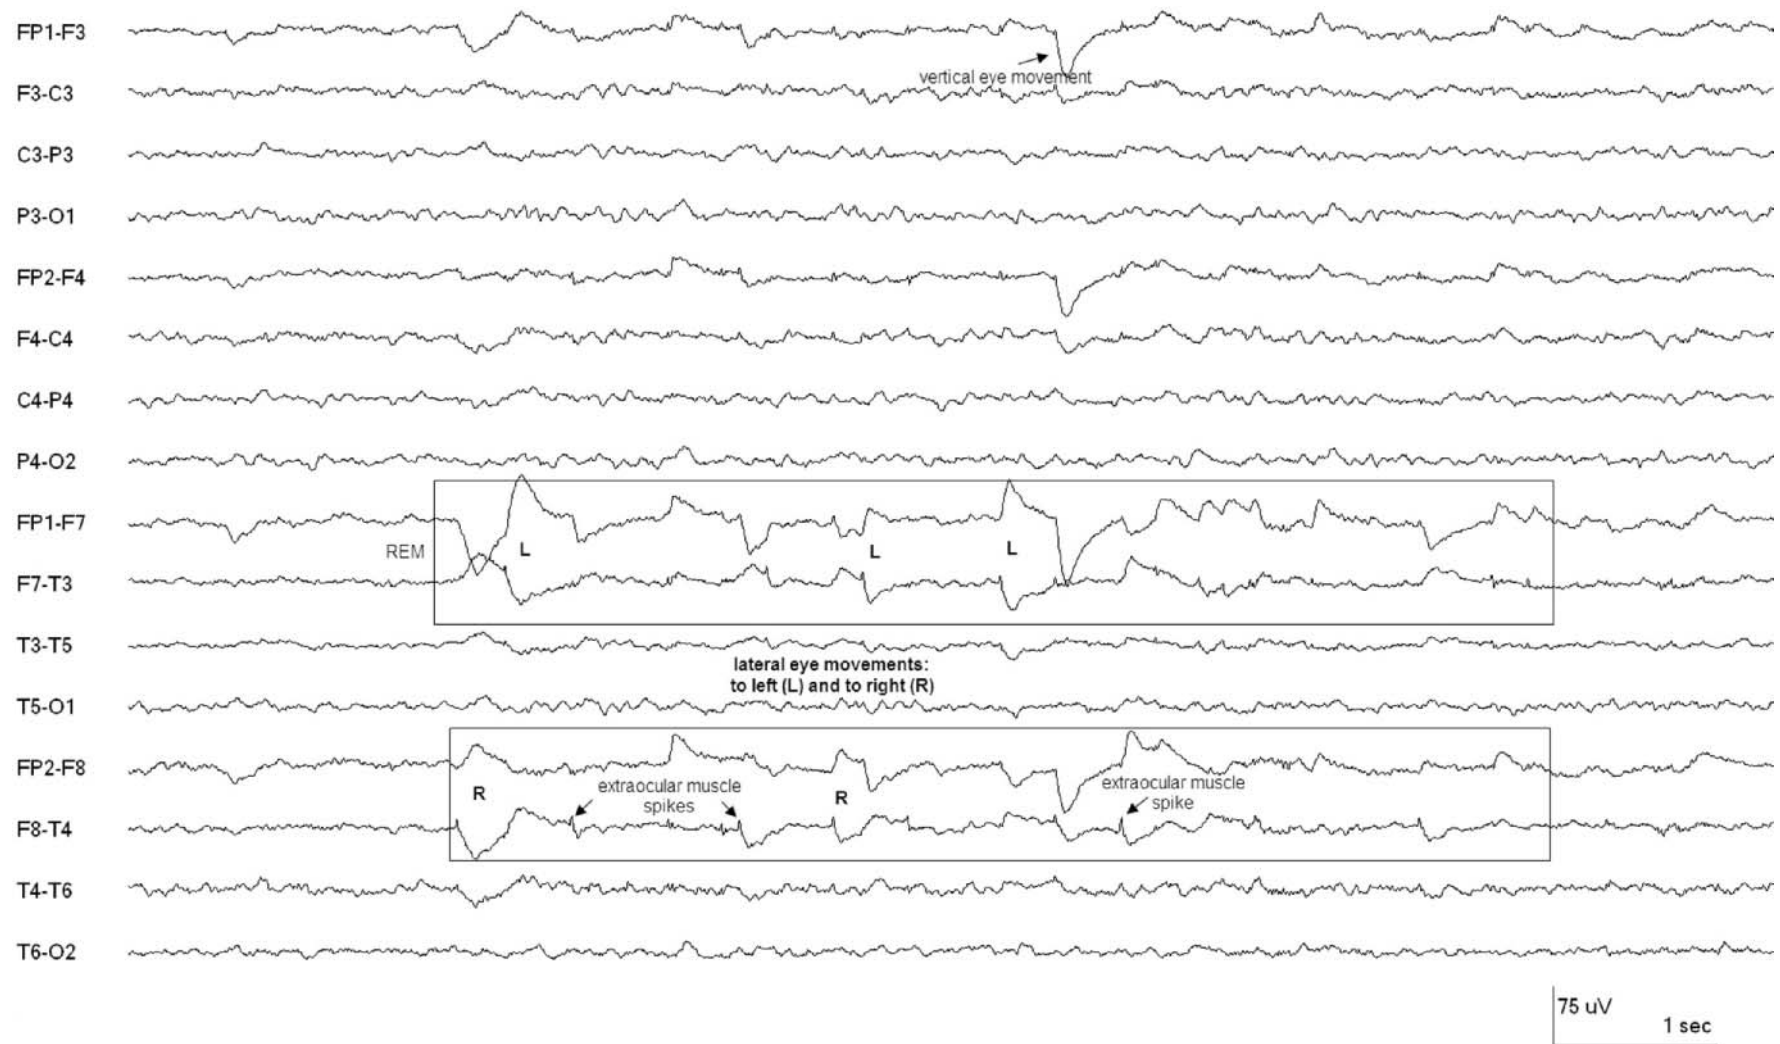 FP1-F3
vertical eye movement
F3-C3
C3-P3
P3-O1
FP2-F4
F4-C4
C4-P4
P4-O2
FP1-F7
REM
L
L
L
F7-T3
T3-T5
lateral eye movements:
to left (L) and to right (R)
T5-O1
FP2-F8
R
extraocular muscle
spikes
R
extraocular muscle
spike
F8-T4
T4-T6
T6-O2
75 uV
1 sec